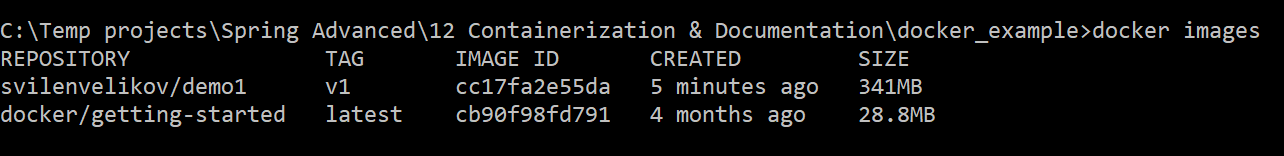 C:\Temp projects\Spring Advanced\12 Containerization & Documentation\docker_example>docker images
REPOSITORY TAG IMAGE ID CREATED SIZE
svilenvelikov/demo1 v1 cc17fa2e55da 5 minutes ago 341MB
docker/getting-started latest cb90f98fd791 4 months ago 28.8MB